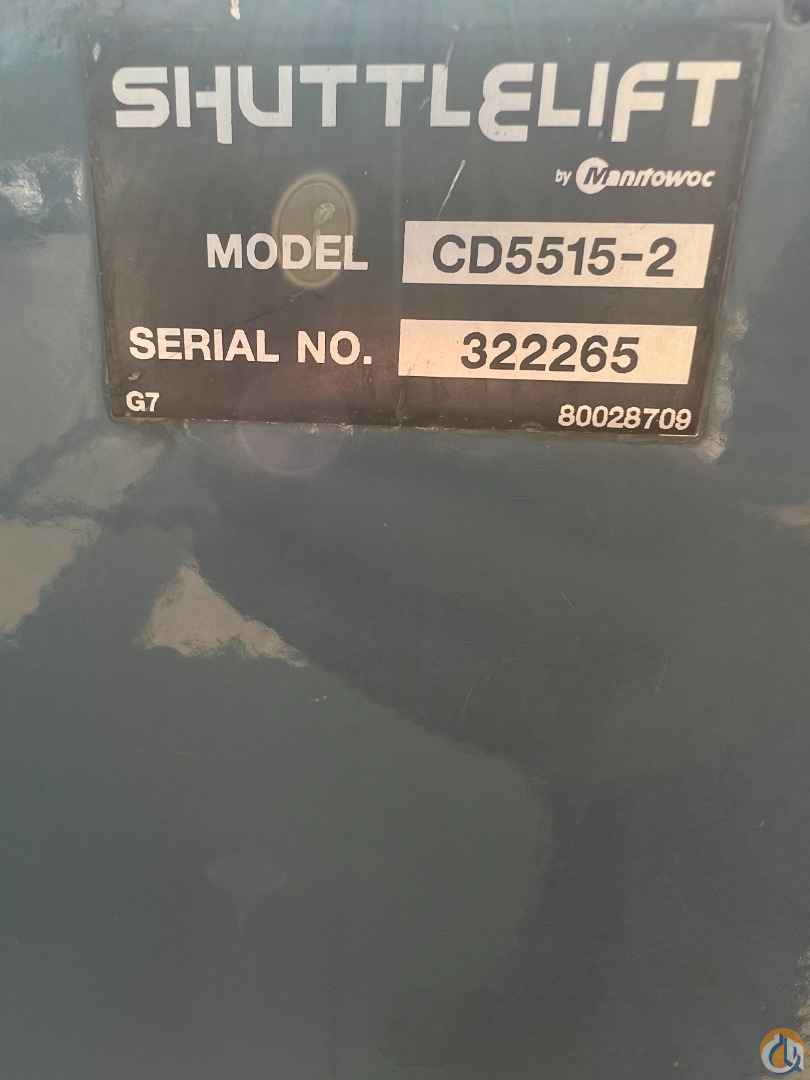 SHUTTLELIFT
by Manitowoc
MODEL CD5515-2
SERIAL NO. 322265
G7 80028709